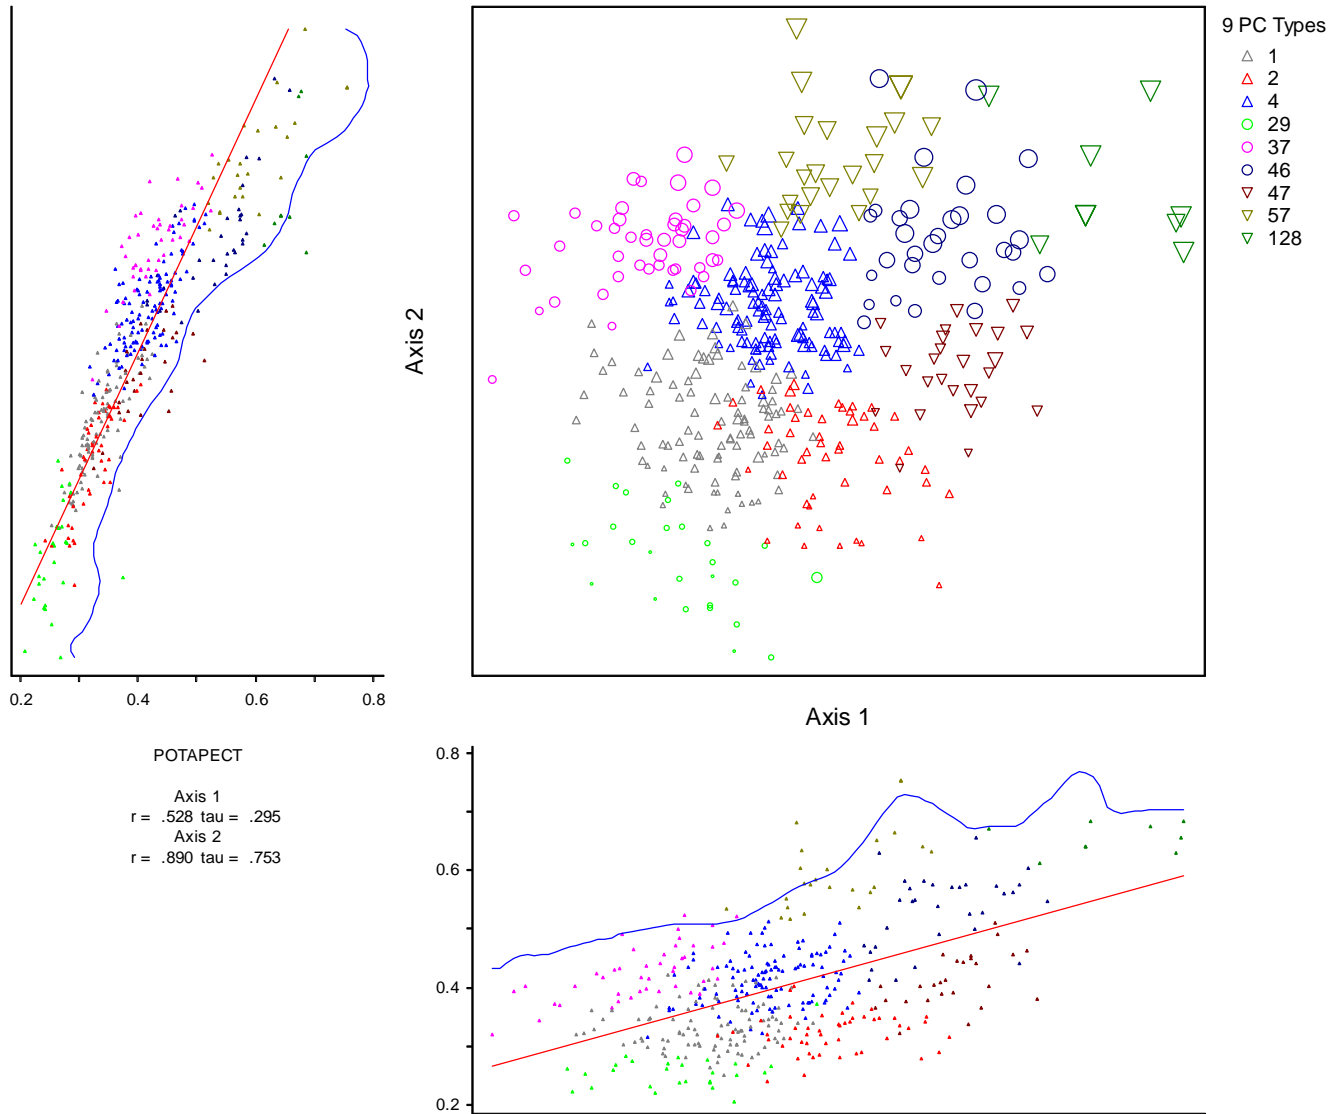 9 PC Types
1
2
4
29
37
46
47
57
128
Axis 2
0.2 0.4 0.6 0.8
Axis 1
POTAPECT
Axis 1
r = .528 tau = .295
Axis 2
r = .890 tau = .753
0.8
0.6
0.4
0.2